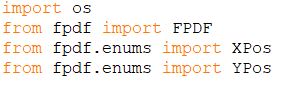 import os
from fpdf import FPDF
from fpdf.enums import XPos
from fpdf.enums import YPos